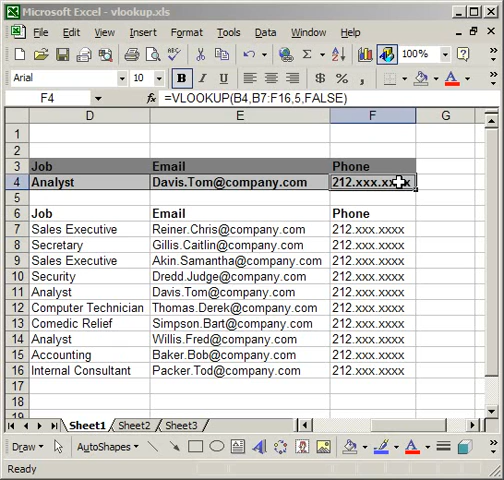 Microsoft Excel - vlookup.xls
File Edit View Insert Format Tools Data Window Help
100%
Arial 10 B $ %
F4 fx =VLOOKUP(B4,B7:F16,5,FALSE)
D E F G
1
2
3 Job Email Phone
4 Analyst Davis.Tom@company.com 212.xxx.xxxx
5
6 Job Email Phone
7 Sales Executive Reiner.Chris@company.com 212.xxx.xxxx
8 Secretary Gillis.Caitlin@company.com 212.xxx.xxxx
9 Sales Executive Akin.Samantha@company.com 212.xxx.xxxx
10 Security Dredd.Judge@company.com 212.xxx.xxxx
11 Analyst Davis.Tom@company.com 212.xxx.xxxx
12 Computer Technician Thomas.Derek@company.com 212.xxx.xxxx
13 Comedic Relief Simpson.Bart@company.com 212.xxx.xxxx
14 Analyst Willis.Fred@company.com 212.xxx.xxxx
15 Accounting Baker.Bob@company.com 212.xxx.xxxx
16 Internal Consultant Packer.Tod@company.com 212.xxx.xxxx
17
18
19
Sheet1 Sheet2 Sheet3
Draw AutoShapes A A
Ready